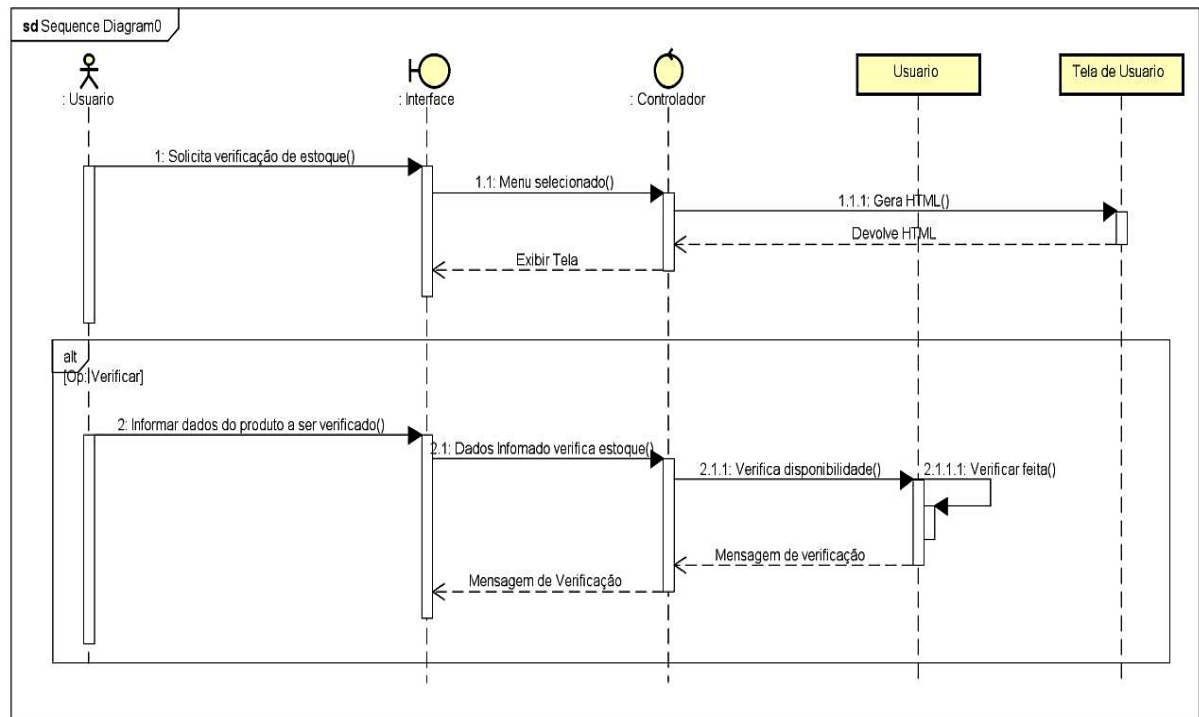 sd Sequence Diagram0
: Usuario
: Interface
: Controlador
Usuario
Tela de Usuario
1: Solicita verificação de estoque()
1.1: Menu selecionado()
1.1.1: Gera HTML()
Devolve HTML
Exibir Tela
alt
[Op: Verificar]
2: Informar dados do produto a ser verificado()
2.1: Dados Infomado verifica estoque()
2.1.1: Verifica disponibilidade()
2.1.1.1: Verificar feita()
Mensagem de verificação
Mensagem de Verificação